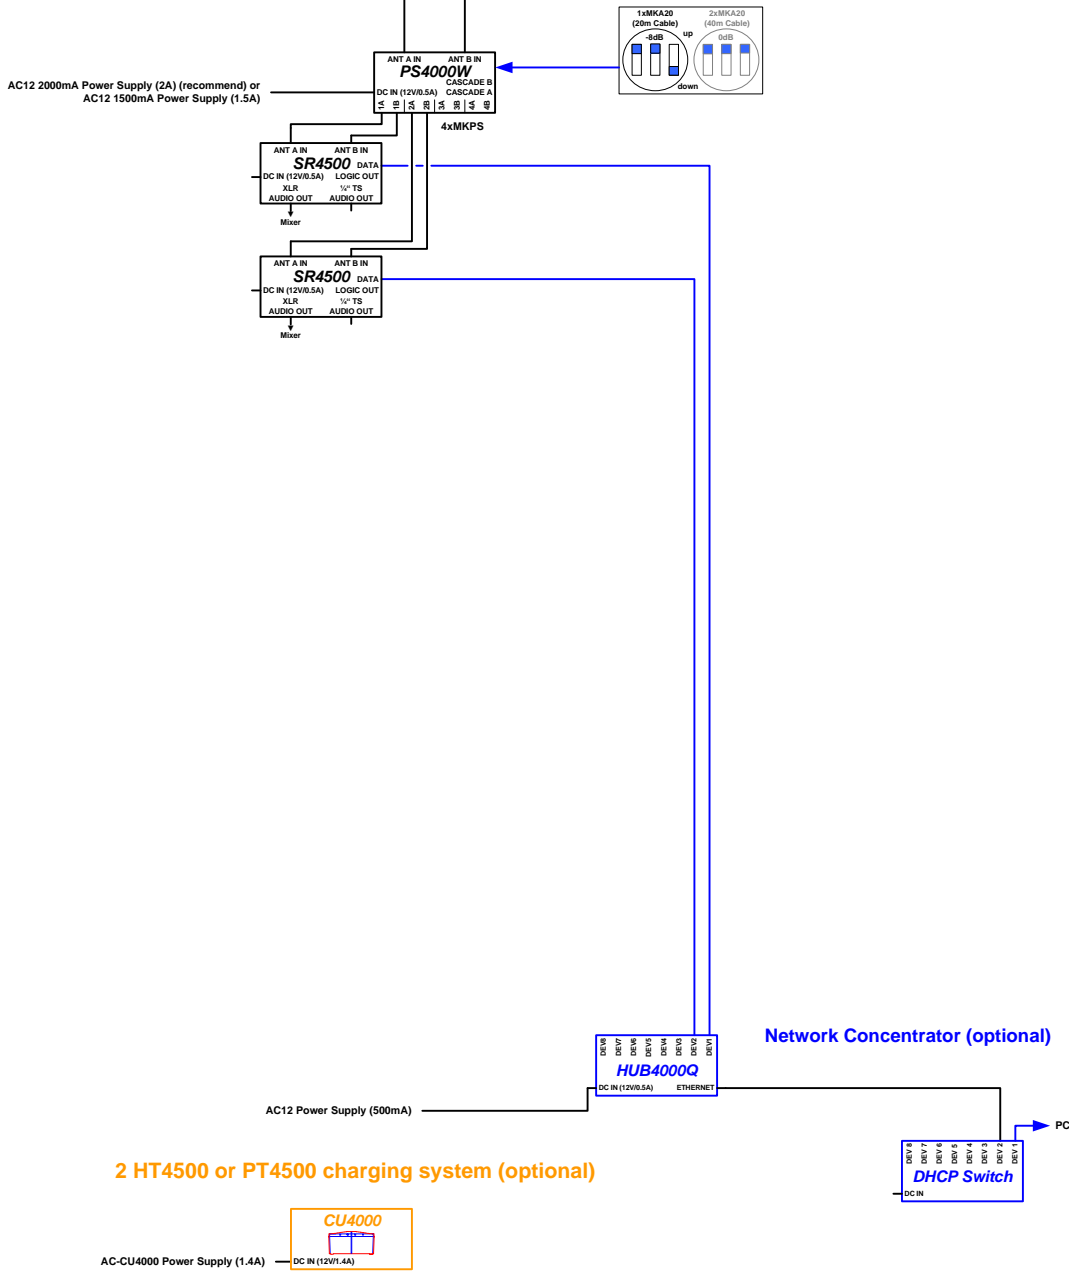 1xMKA20
(20m Cable)
-8dB
2xMKA20
(40m Cable)
0dB
up
down
ANT A IN
ANT B IN
PS4000W
CASCADE B
DC IN (12V/0.5A)
CASCADE A
1A
1B
2A
2B
3A
3B
4A
4B
4xMKPS
AC12 2000mA Power Supply (2A) (recommend) or
AC12 1500mA Power Supply (1.5A)
ANT A IN
ANT B IN
SR4500
DATA
DC IN (12V/0.5A)
LOGIC OUT
XLR
¼“ TS
AUDIO OUT
AUDIO OUT
Mixer
ANT A IN
ANT B IN
SR4500
DATA
DC IN (12V/0.5A)
LOGIC OUT
XLR
¼“ TS
AUDIO OUT
AUDIO OUT
Mixer
Network Concentrator (optional)
DEV8
DEV7
DEV6
DEV5
DEV4
DEV3
DEV2
DEV1
HUB4000Q
DC IN (12V/0.5A)
ETHERNET
AC12 Power Supply (500mA)
PC
DEV 8
DEV 7
DEV 6
DEV 5
DEV 4
DEV 3
DEV 2
DEV 1
DHCP Switch
DC IN
2 HT4500 or PT4500 charging system (optional)
CU4000
DC IN (12V/1.4A)
AC-CU4000 Power Supply (1.4A)